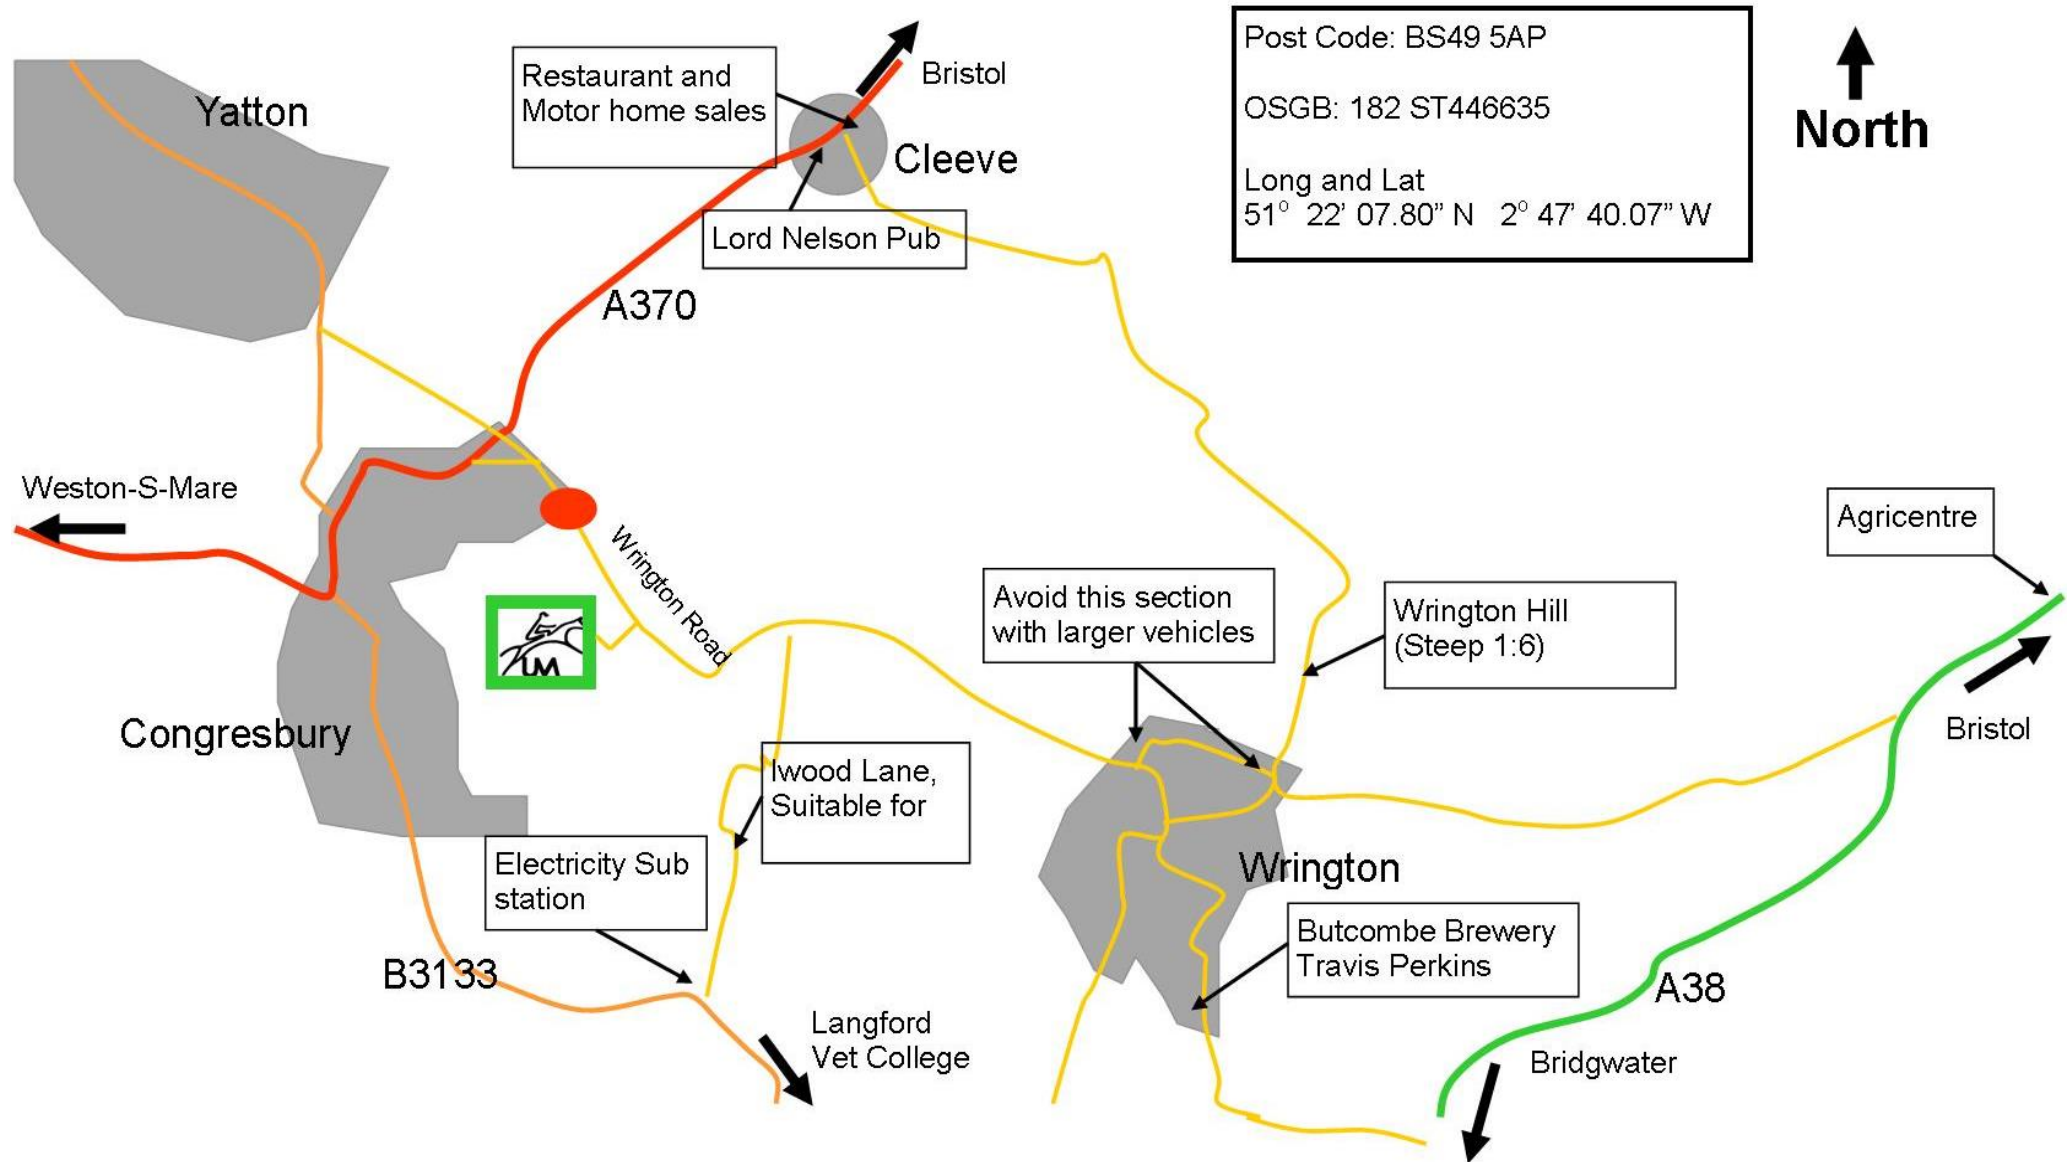 Restaurant and
Motor home sales
Bristol
Post Code: BS49 5AP
OSGB: 182 ST446635
Long and Lat
51° 22' 07.80" N 2° 47' 40.07" W
North
Yatton
Cleeve
Lord Nelson Pub
A370
Weston-S-Mare
Wrington Road
Agricentre
Avoid this section
with larger vehicles
Wrington Hill
(Steep 1:6)
UM
Congresbury
Bristol
Iwood Lane,
Suitable for
Electricity Sub
station
Wrington
Butcombe Brewery
Travis Perkins
B3133
A38
Langford
Vet College
Bridgwater